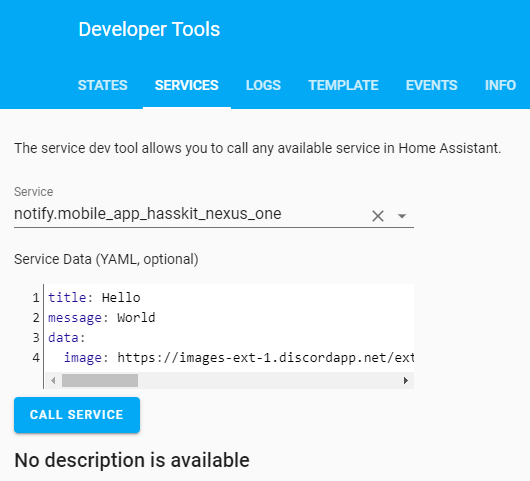 Developer Tools
STATES SERVICES LOGS TEMPLATE EVENTS INFO
The service dev tool allows you to call any available service in Home Assistant.
Service
notify.mobile_app_hasskit_nexus_one
Service Data (YAML, optional)
1 title: Hello
2 message: World
3 data:
4 image: https://images-ext-1.discordapp.net/ext
CALL SERVICE
No description is available